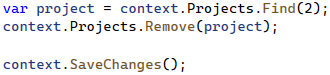 var project = context.Projects.Find(2);
context.Projects.Remove(project);
context.SaveChanges();